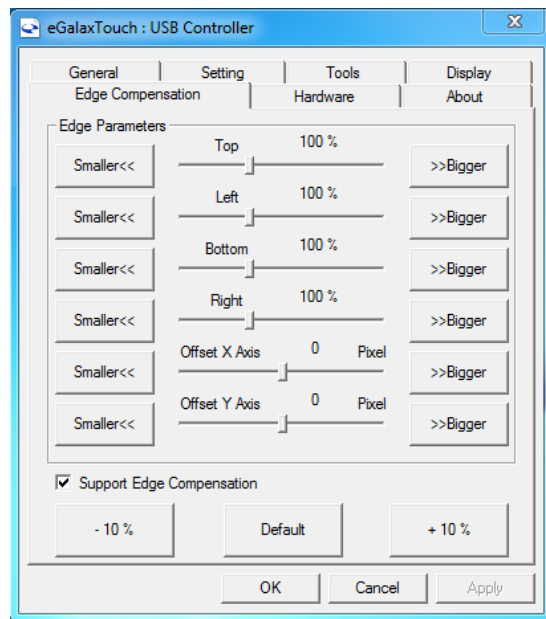 eGalaxTouch : USB Controller
General Setting Tools Display
Edge Compensation Hardware About
Edge Parameters
Top 100 %
Smaller<< >>Bigger
Left 100 %
Smaller<< >>Bigger
Bottom 100 %
Smaller<< >>Bigger
Right 100 %
Smaller<< >>Bigger
Offset X Axis 0 Pixel
Smaller<< >>Bigger
Offset Y Axis 0 Pixel
Smaller<< >>Bigger
Support Edge Compensation
- 10 % Default + 10 %
OK Cancel Apply